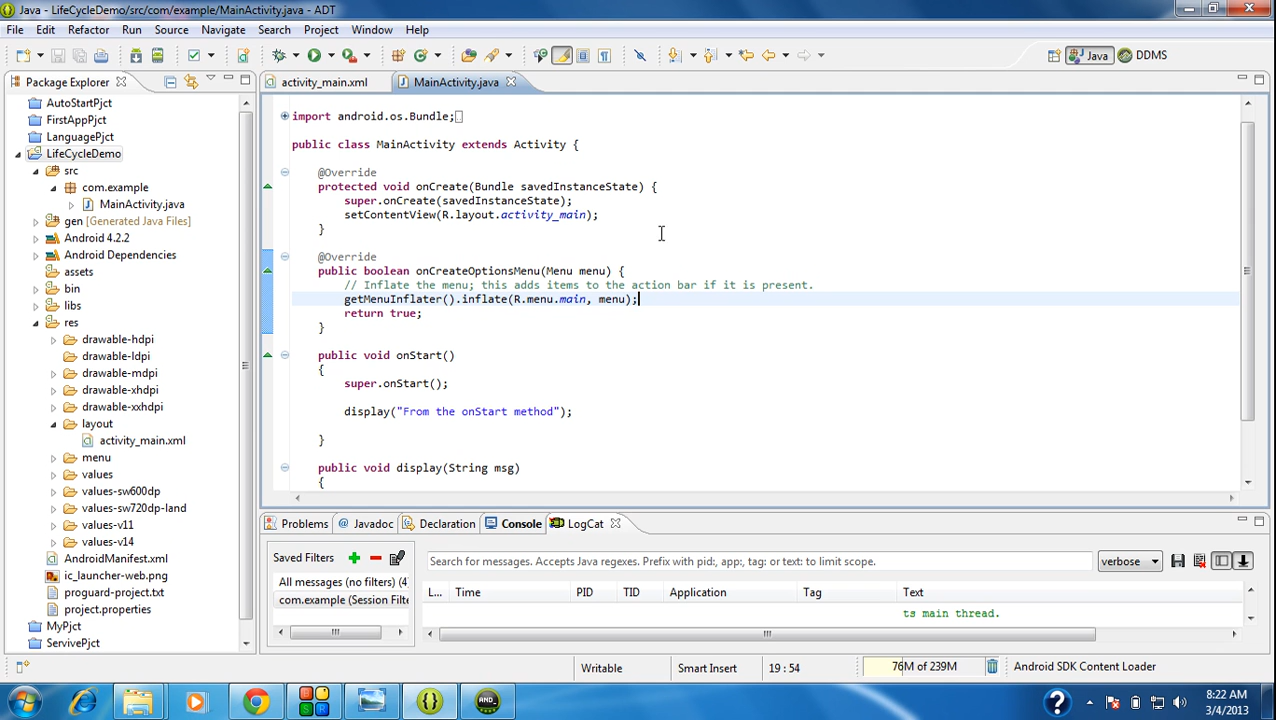 Java - LifeCycleDemo/src/com/example/MainActivity.java - ADT
File Edit Refactor Run Source Navigate Search Project Window Help
Java DDMS
Package Explorer
AutoStartPjct
FirstAppPjct
LanguagePjct
LifeCycleDemo
src
com.example
MainActivity.java
gen [Generated Java Files]
Android 4.2.2
Android Dependencies
assets
bin
libs
res
drawable-hdpi
drawable-ldpi
drawable-mdpi
drawable-xhdpi
drawable-xxhdpi
layout
activity_main.xml
menu
values
values-sw600dp
values-sw720dp-land
values-v11
values-v14
AndroidManifest.xml
ic_launcher-web.png
proguard-project.txt
project.properties
MyPjct
ServivePjct
activity_main.xml MainActivity.java
import android.os.Bundle;
public class MainActivity extends Activity {
@Override
protected void onCreate(Bundle savedInstanceState) {
super.onCreate(savedInstanceState);
setContentView(R.layout.activity_main);
}
@Override
public boolean onCreateOptionsMenu(Menu menu) {
// Inflate the menu; this adds items to the action bar if it is present.
getMenuInflater().inflate(R.menu.main, menu);
return true;
}
public void onStart()
{
super.onStart();
display("From the onStart method");
}
public void display(String msg)
{
Problems Javadoc Declaration Console LogCat
Saved Filters
All messages (no filters) (4
com.example (Session Filte
Search for messages. Accepts Java regexes. Prefix with pid:, app:, tag: or text: to limit scope. verbose
L... Time PID TID Application Tag Text
ts main thread.
Writable Smart Insert 19 : 54 76M of 239M Android SDK Content Loader
8:22 AM
3/4/2013